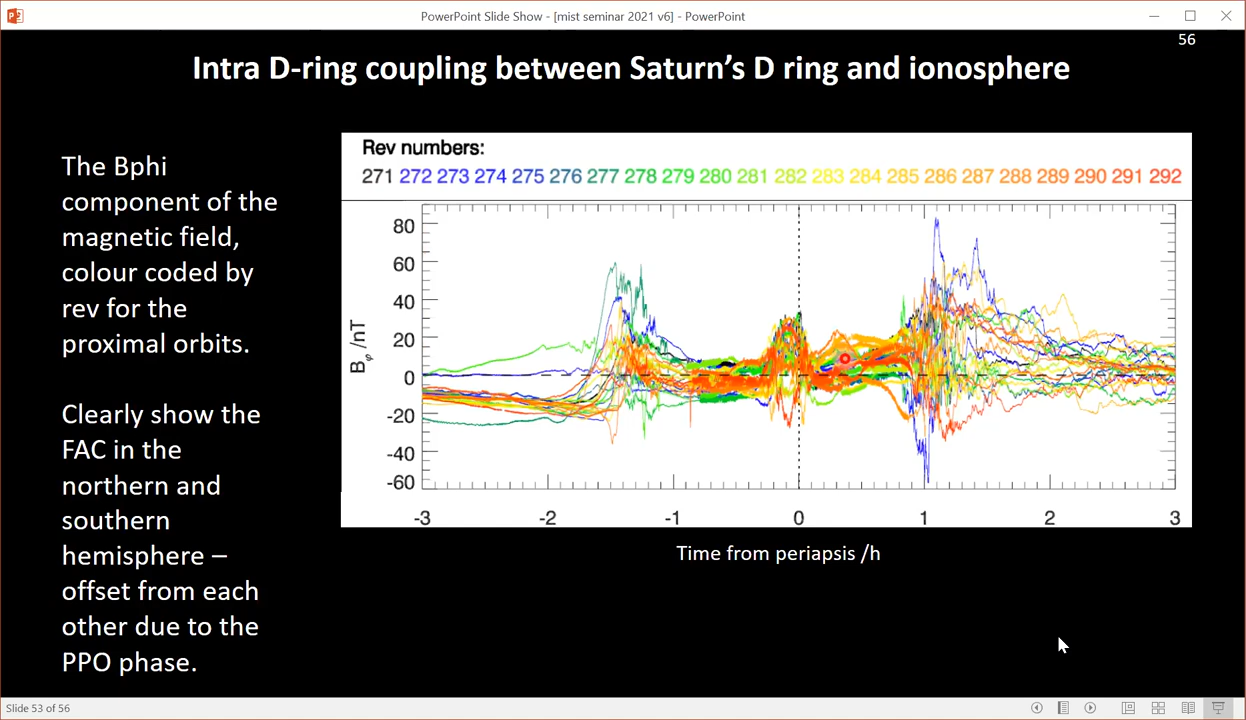 PowerPoint Slide Show - [mist seminar 2021 v6] - PowerPoint
56
Intra D-ring coupling between Saturn's D ring and ionosphere
The Bphi
component of the
magnetic field,
colour coded by
rev for the
proximal orbits.
Clearly show the
FAC in the
northern and
southern
hemisphere –
offset from each
other due to the
PPO phase.
Rev numbers:
271 272 273 274 275 276 277 278 279 280 281 282 283 284 285 286 287 288 289 290 291 292
Bφ /nT
80
60
40
20
0
-20
-40
-60
-3 -2 -1 0 1 2 3
Time from periapsis /h
Slide 53 of 56